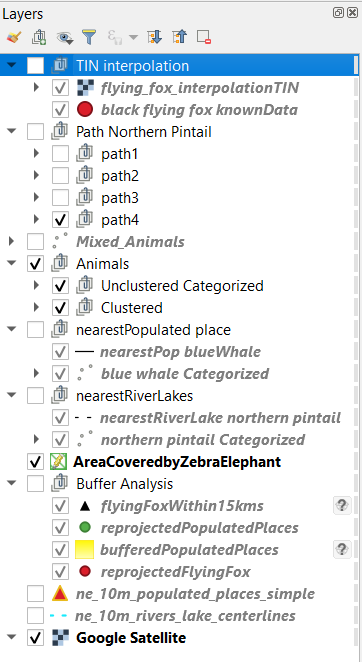 Layers
TIN interpolation
flying_fox_interpolationTIN
black flying fox knownData
Path Northern Pintail
path1
path2
path3
path4
Mixed_Animals
Animals
Unclustered Categorized
Clustered
nearestPopulated place
nearestPop blueWhale
blue whale Categorized
nearestRiverLakes
nearestRiverLake northern pintail
northern pintail Categorized
AreaCoveredbyZebraElephant
Buffer Analysis
flyingFoxWithin15kms ?
reprojectedPopulatedPlaces
bufferedPopulatedPlaces ?
reprojectedFlyingFox
ne_10m_populated_places_simple
ne_10m_rivers_lake_centerlines
Google Satellite